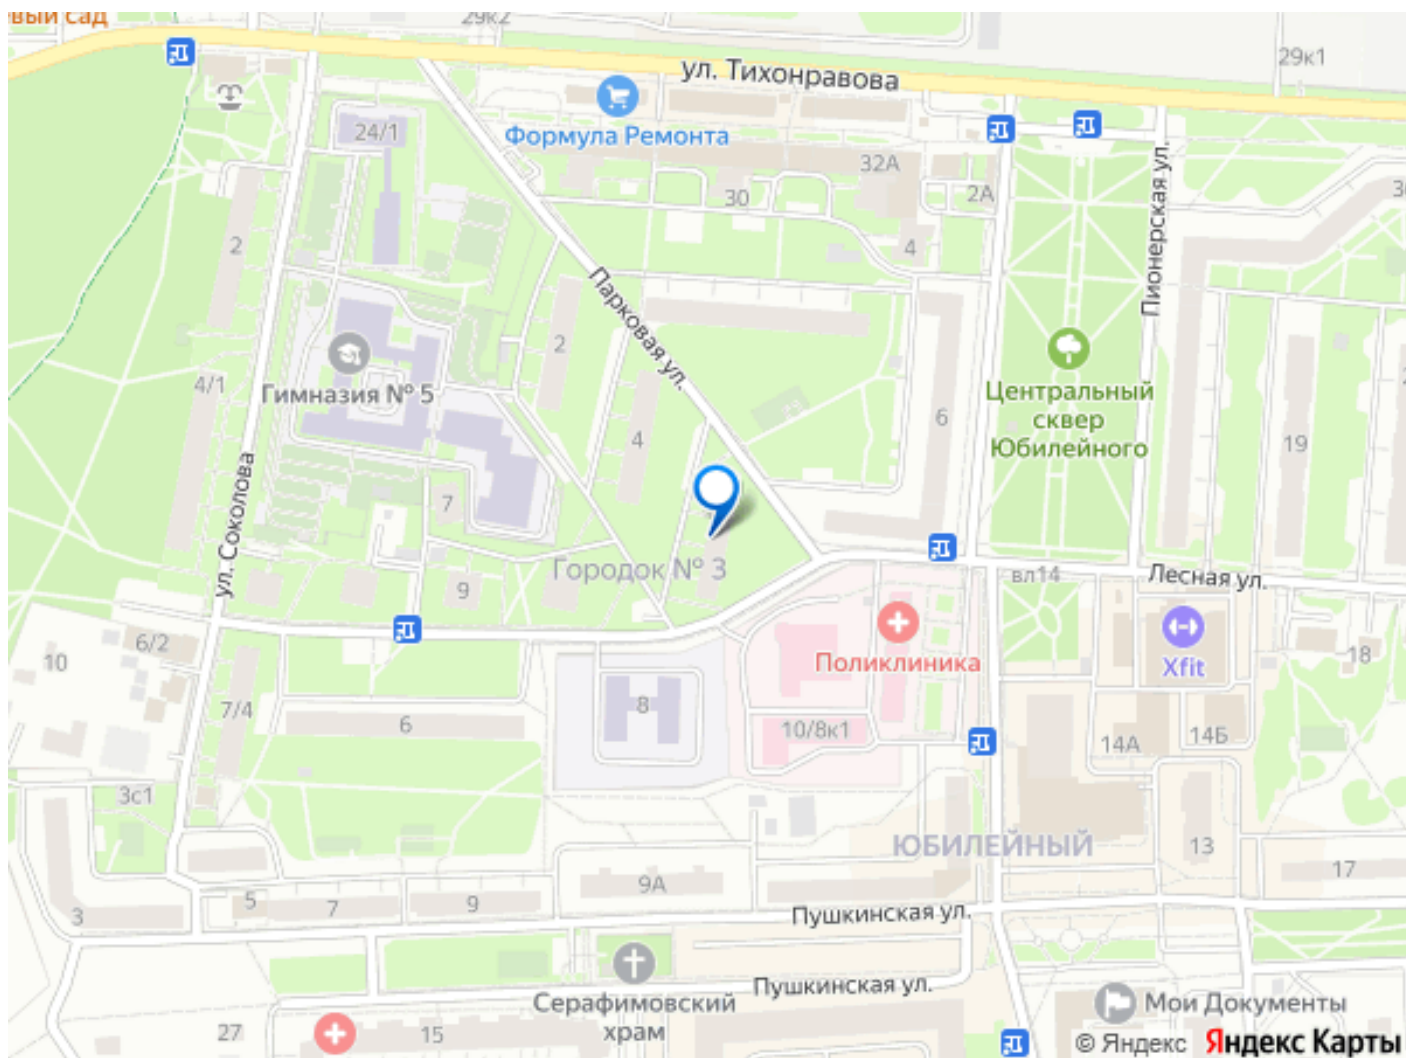 вый сад
29к2
29к1
ул. Тихонравова
Формула Ремонта
24/1
32А
30
2А
4
2
Пионерская ул.
Парковая ул.
2
Гимназия № 5
4/1
4
6
Центральный
сквер
Юбилейного
19
ул. Соколова
7
9
Городок № 3
вл14
Лесная ул.
6/2
10
Поликлиника
Xfit
18
7/4
6
8
10/8к1
14А
14Б
3с1
ЮБИЛЕЙНЫЙ
13
17
9А
5
7
9
3
Пушкинская ул.
Пушкинская ул.
Серафимовский
храм
Мои Документы
27
15
© Яндекс Яндекс Карты